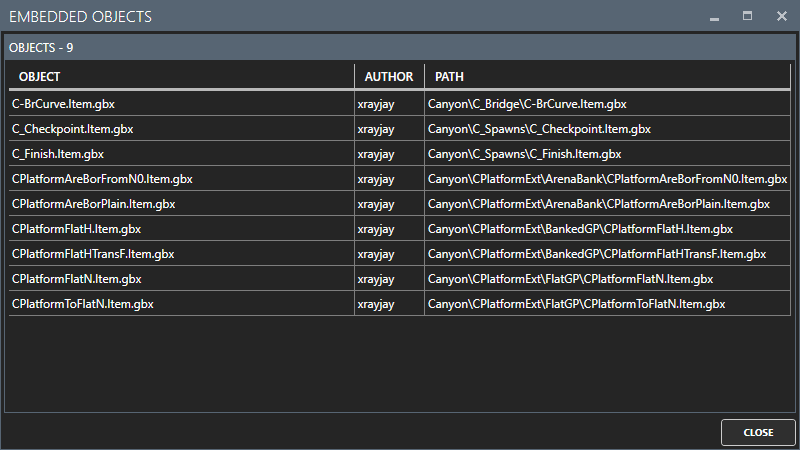 EMBEDDED OBJECTS
OBJECTS - 9
OBJECT AUTHOR PATH
C-BrCurve.Item.gbx xrayjay Canyon\C_Bridge\C-BrCurve.Item.gbx
C_Checkpoint.Item.gbx xrayjay Canyon\C_Spawns\C_Checkpoint.Item.gbx
C_Finish.Item.gbx xrayjay Canyon\C_Spawns\C_Finish.Item.gbx
CPlatformAreBorFromN0.Item.gbx xrayjay Canyon\CPlatformExt\ArenaBank\CPlatformAreBorFromN0.Item.gbx
CPlatformAreBorPlain.Item.gbx xrayjay Canyon\CPlatformExt\ArenaBank\CPlatformAreBorPlain.Item.gbx
CPlatformFlatH.Item.gbx xrayjay Canyon\CPlatformExt\BankedGP\CPlatformFlatH.Item.gbx
CPlatformFlatHTransF.Item.gbx xrayjay Canyon\CPlatformExt\BankedGP\CPlatformFlatHTransF.Item.gbx
CPlatformFlatN.Item.gbx xrayjay Canyon\CPlatformExt\FlatGP\CPlatformFlatN.Item.gbx
CPlatformToFlatN.Item.gbx xrayjay Canyon\CPlatformExt\FlatGP\CPlatformToFlatN.Item.gbx
CLOSE